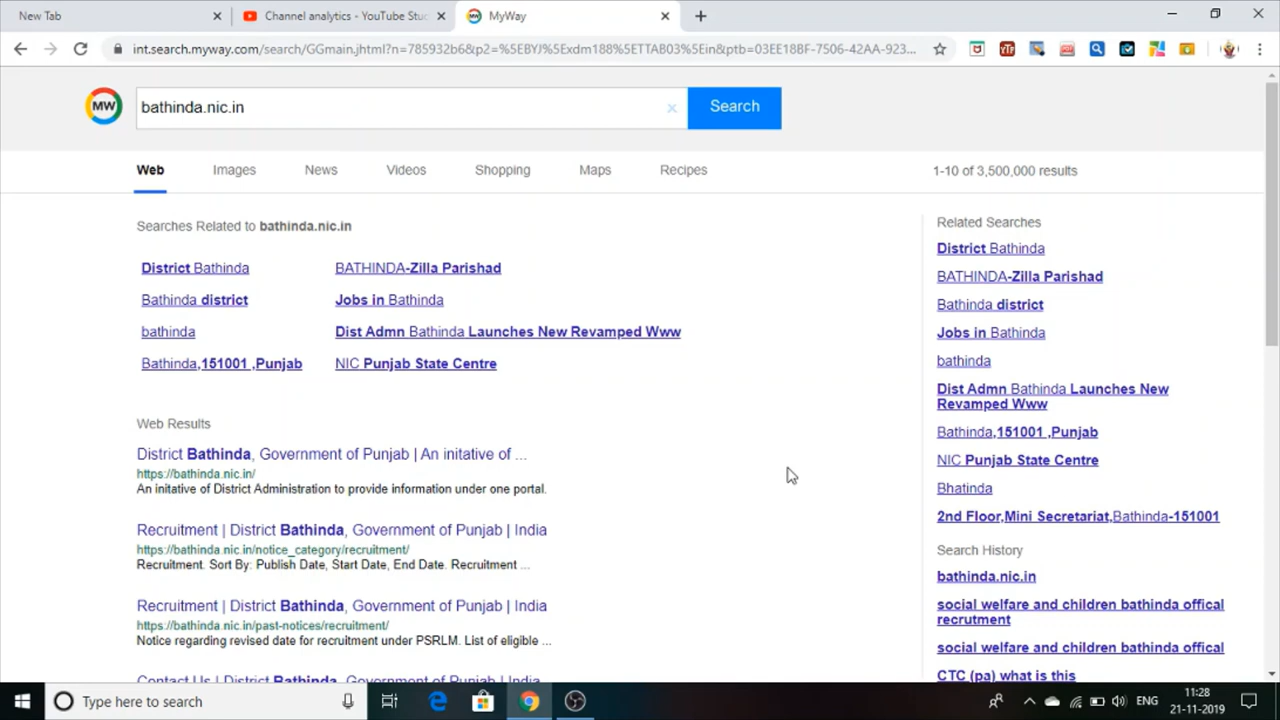 New Tab
Channel analytics - YouTube Stu
MyWay
int.search.myway.com/search/GGmain.jhtml?n=785932b6&p2=%5EBYJ%5Exdm188%5ETTAB03%5Ein&ptb=03EE18BF-7506-42AA-923...
MW
bathinda.nic.in
Search
Web
Images
News
Videos
Shopping
Maps
Recipes
1-10 of 3,500,000 results
Searches Related to bathinda.nic.in
District Bathinda
BATHINDA-Zilla Parishad
Bathinda district
Jobs in Bathinda
bathinda
Dist Admn Bathinda Launches New Revamped Www
Bathinda,151001 ,Punjab
NIC Punjab State Centre
Web Results
District Bathinda, Government of Punjab | An initative of ...
https://bathinda.nic.in/
An initative of District Administration to provide information under one portal.
Recruitment | District Bathinda, Government of Punjab | India
https://bathinda.nic.in/notice_category/recruitment/
Recruitment. Sort By: Publish Date, Start Date, End Date. Recruitment ...
Recruitment | District Bathinda, Government of Punjab | India
https://bathinda.nic.in/past-notices/recruitment/
Notice regarding revised date for recruitment under PSRLM. List of eligible ...
Contact Us | District Bathinda, Government of Punjab | India
Related Searches
District Bathinda
BATHINDA-Zilla Parishad
Bathinda district
Jobs in Bathinda
bathinda
Dist Admn Bathinda Launches New
Revamped Www
Bathinda,151001 ,Punjab
NIC Punjab State Centre
Bhatinda
2nd Floor,Mini Secretariat,Bathinda-151001
Search History
bathinda.nic.in
social welfare and children bathinda offical
recrutment
social welfare and children bathinda offical
CTC (pa) what is this
Type here to search
ENG
11:28
21-11-2019